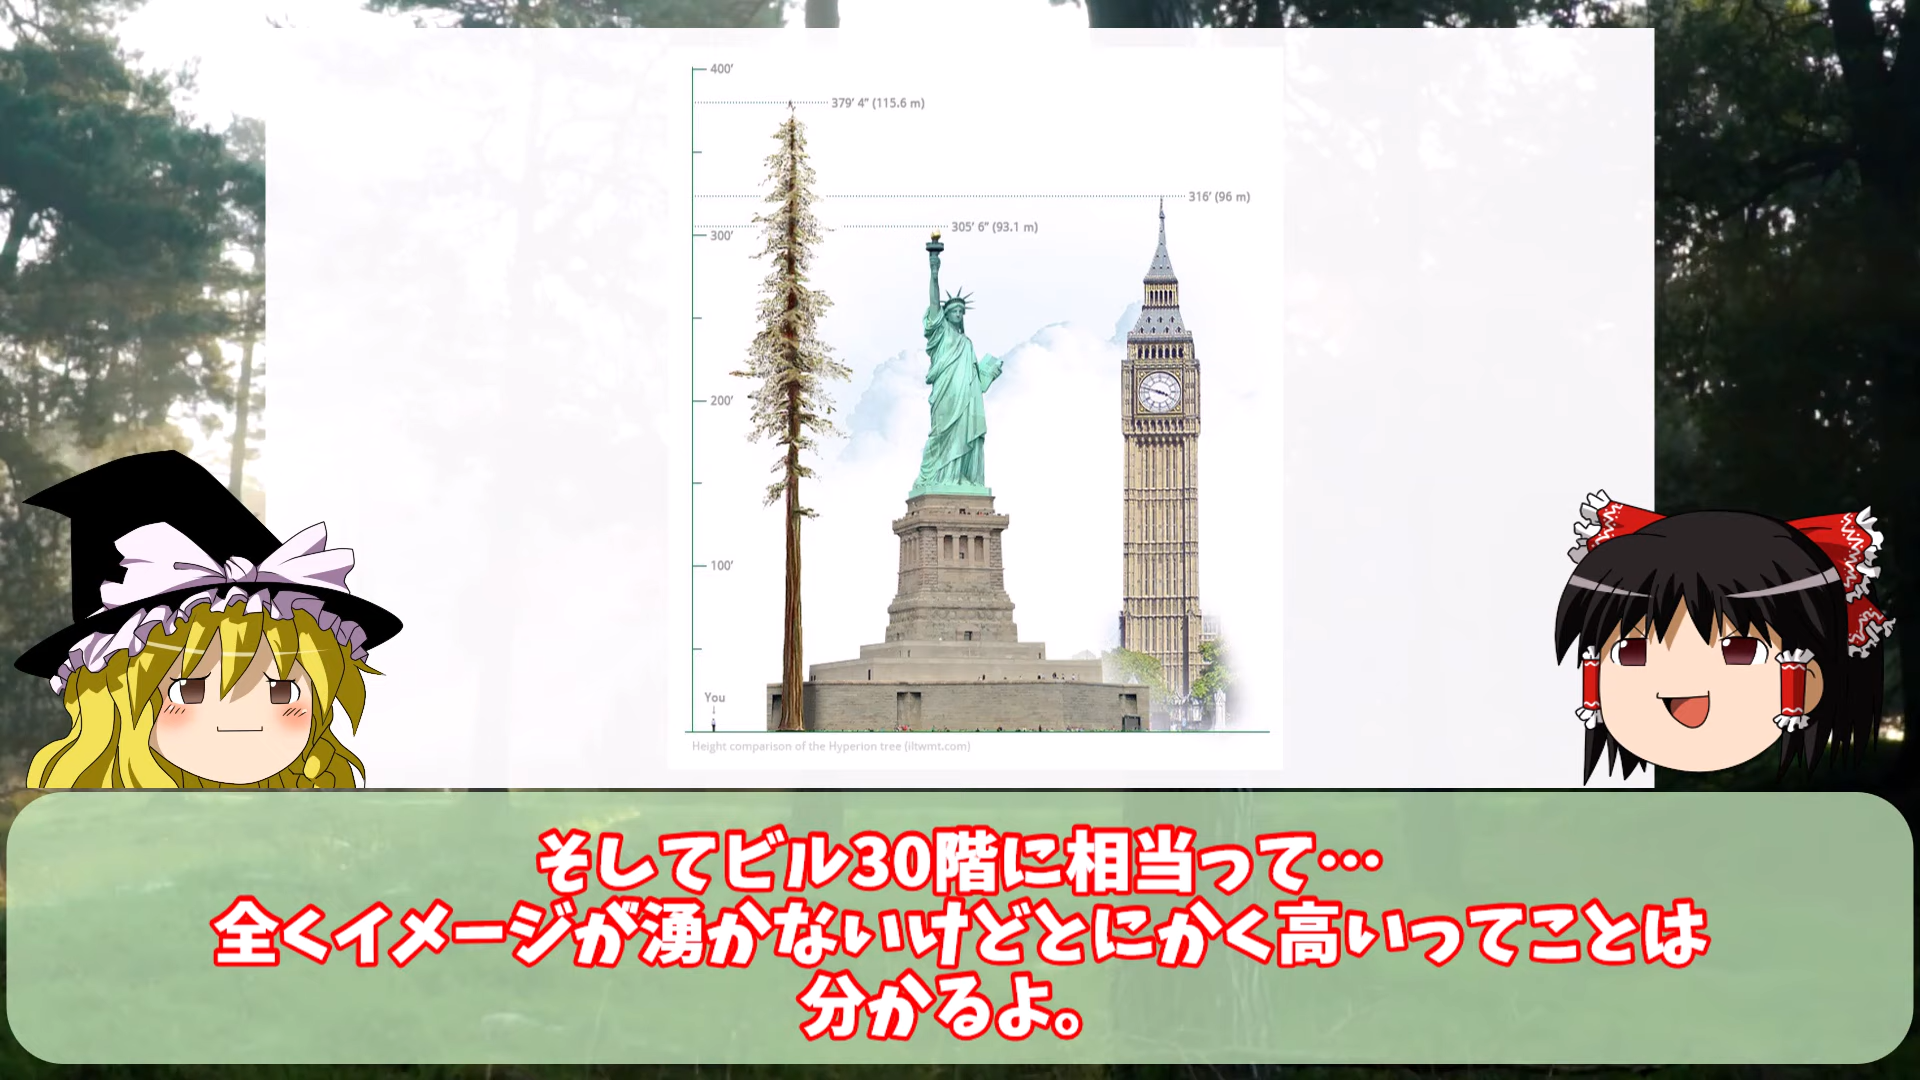 400′
379′ 4″ (115.6 m)
316′ (96 m)
305′ 6″ (93.1 m)
300′
200′
100′
You
Height comparison of the Hyperion tree (iltwmt.com)
そしてビル30階に相当って…
全くイメージが湧かないけどとにかく高いってことは
分かるよ。